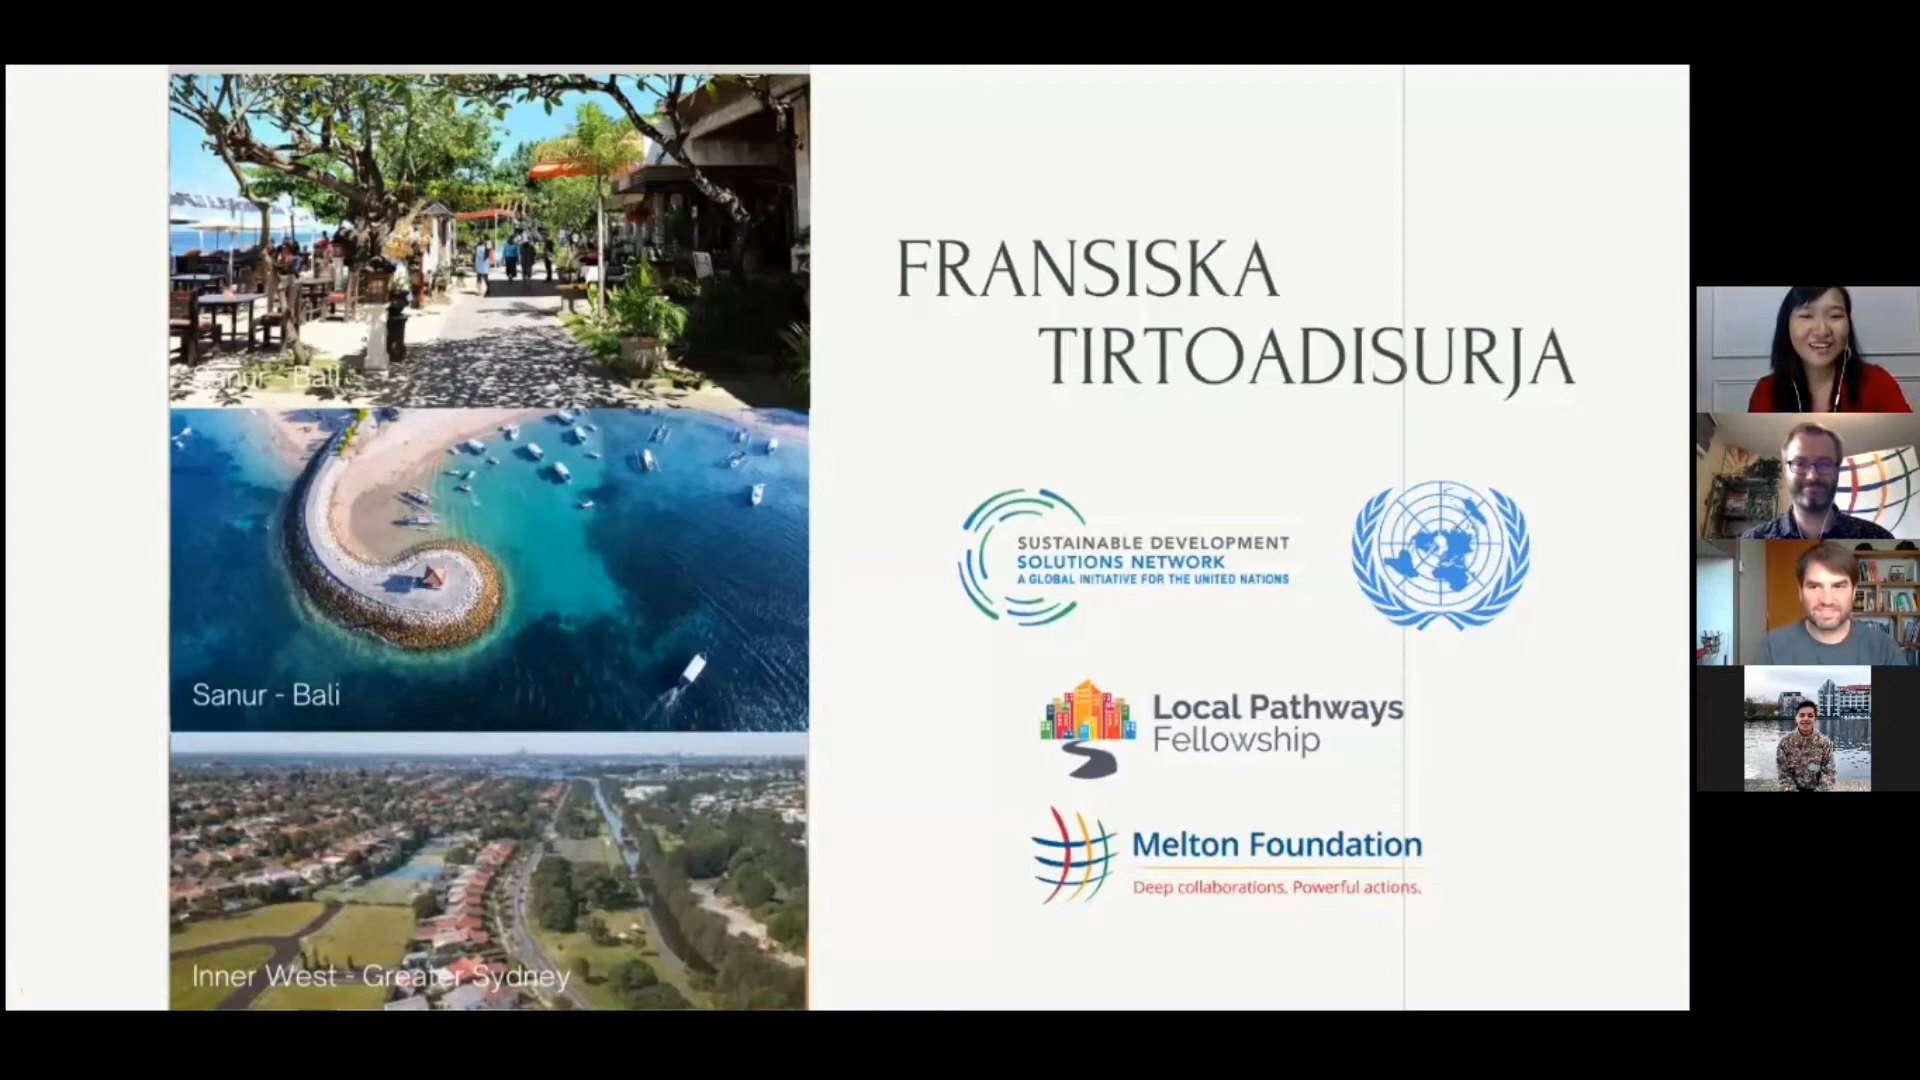 Sanur - Bali
Sanur - Bali
Inner West - Greater Sydney
FRANSISKA
TIRTOADISURJA
SUSTAINABLE DEVELOPMENT
SOLUTIONS NETWORK
A GLOBAL INITIATIVE FOR THE UNITED NATIONS
Local Pathways
Fellowship
Melton Foundation
Deep collaborations. Powerful actions.